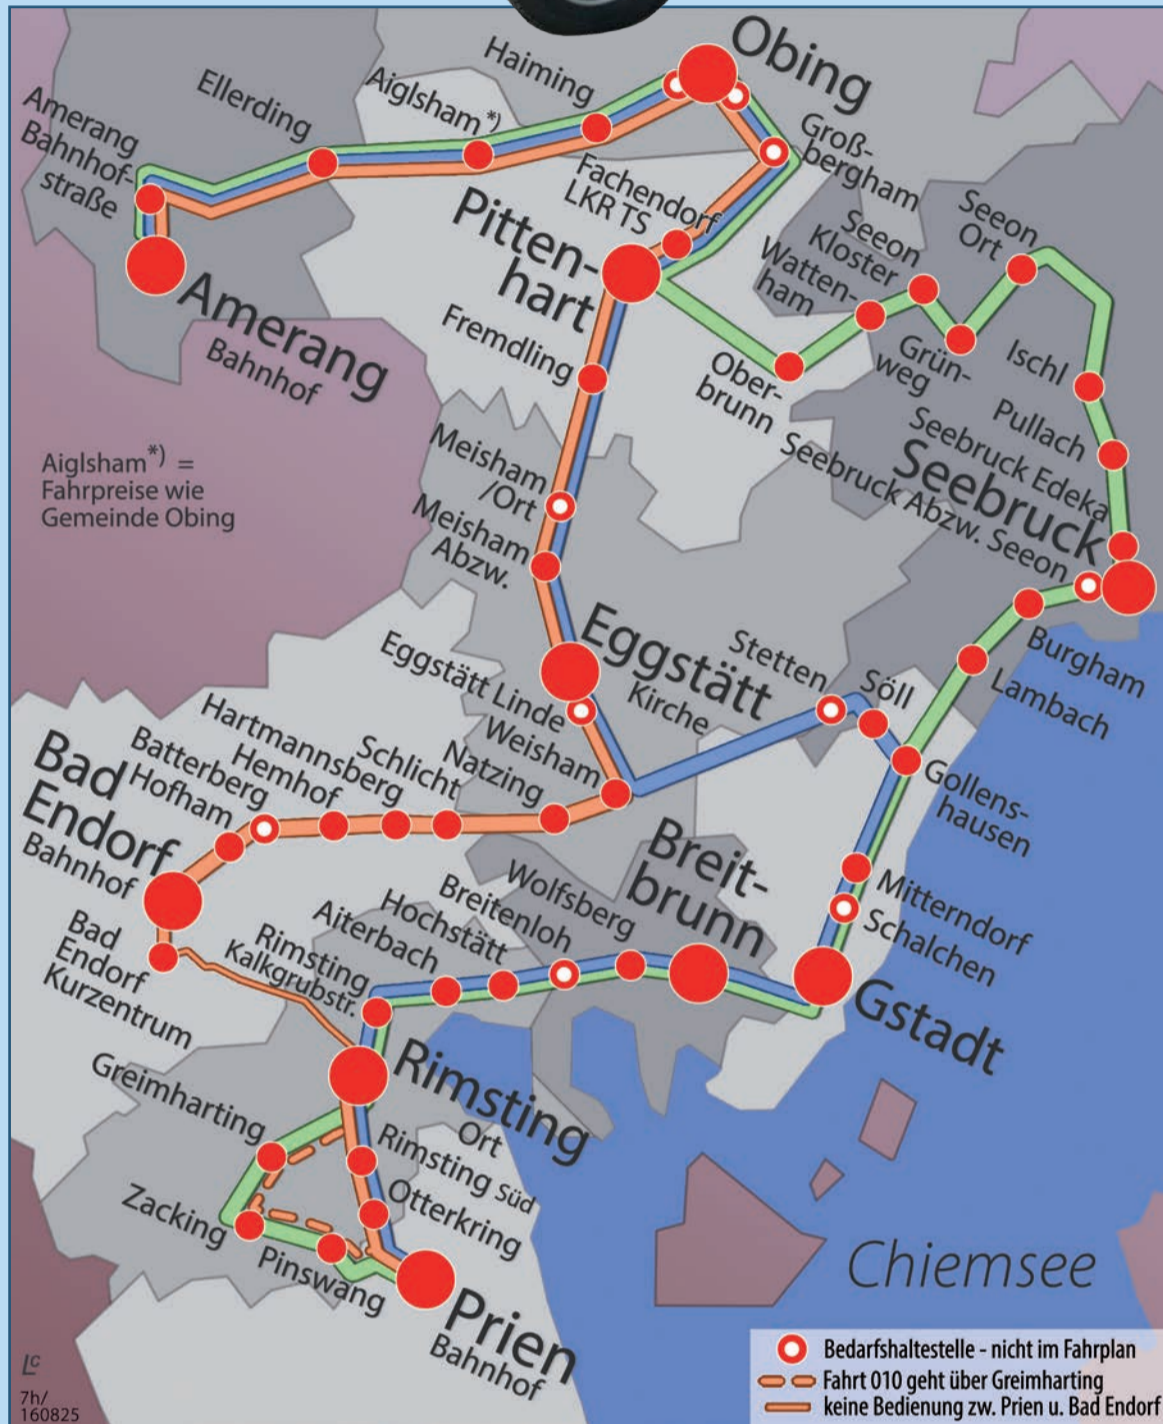 Obing
Haiming
Aiglsham*)
Ellerding
Amerang
Bahnhof-
straße
Groß-
bergham
Fachendorf
LKR TS
Pitten-
hart
Seeon
Ort
Seeon
Kloster
Watten-
ham
Amerang
Bahnhof
Fremdling
Ober-
brunn
Grün-
weg
Ischl
Pullach
Seebruck Edeka
Seebruck
Seebruck Abzw. Seeon
Aiglsham*) =
Fahrpreise wie
Gemeinde Obing
Meisham
/Ort
Meisham
Abzw.
Eggstätt
Kirche
Eggstätt Linde
Weisham
Stetten
Söll
Burgham
Lambach
Gollens-
hausen
Natzing
Schlicht
Hartmannsberg
Hemhof
Batterberg
Hofham
Bad
Endorf
Bahnhof
Breit-
brunn
Mitterndorf
Schalchen
Wolfsberg
Breitenloh
Hochstätt
Aiterbach
Rimsting
Kalkgrubstr.
Bad
Endorf
Kurzentrum
Gstadt
Rimsting
Ort
Greimharting
Rimsting Süd
Otterkring
Zacking
Pinswang
Prien
Bahnhof
Chiemsee
Bedarfshaltestelle - nicht im Fahrplan
Fahrt 010 geht über Greimharting
keine Bedienung zw. Prien u. Bad Endorf
Lc
7h/
160825